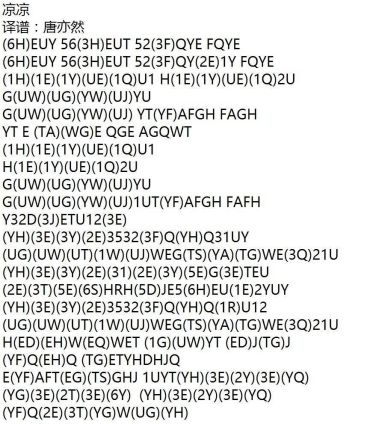 凉凉
译谱：唐亦然
(6H)EUY 56(3H)EUT 52(3F)QYE FQYE
(6H)EUY 56(3H)EUT 52(3F)QY(2E)1Y FQYE
(1H)(1E)(1Y)(UE)(1Q)U1 H(1E)(1Y)(UE)(1Q)2U
G(UW)(UG)(YW)(UJ)YU
G(UW)(UG)(YW)(UJ) YT(YF)AFGH FAGH
YT E (TA)(WG)E QGE AGQWT
(1H)(1E)(1Y)(UE)(1Q)U1
H(1E)(1Y)(UE)(1Q)2U
G(UW)(UG)(YW)(UJ)YU
G(UW)(UG)(YW)(UJ)1UT(YF)AFGH FAFH
Y32D(3J)ETU12(3E)
(YH)(3E)(3Y)(2E)3532(3F)Q(YH)Q31UY
(UG)(UW)(UT)(1W)(UJ)WEG(TS)(YA)(TG)WE(3Q)21U
(YH)(3E)(3Y)(2E)(31)(2E)(3Y)(5E)G(3E)TEU
(2E)(3T)(5E)(6S)HRH(5D)JE5(6H)EU(1E)2YUY
(YH)(3E)(3Y)(2E)3532(3F)Q(YH)Q(1R)U12
(UG)(UW)(UT)(1W)(UJ)WEG(TS)(YA)(TG)WE(3Q)21U
H(ED)(EH)W(EQ)WET (1G)(UW)YT (ED)J(TG)J
(YF)Q(EH)Q (TG)ETYHDHJQ
E(YF)AFT(EG)(TS)GHJ 1UYT(YH)(3E)(2Y)(3E)(YQ)
(YG)(3E)(2T)(3E)(6Y) (YH)(3E)(2Y)(3E)(YQ)
(YF)Q(2E)(3T)(YG)W(UG)(YH)